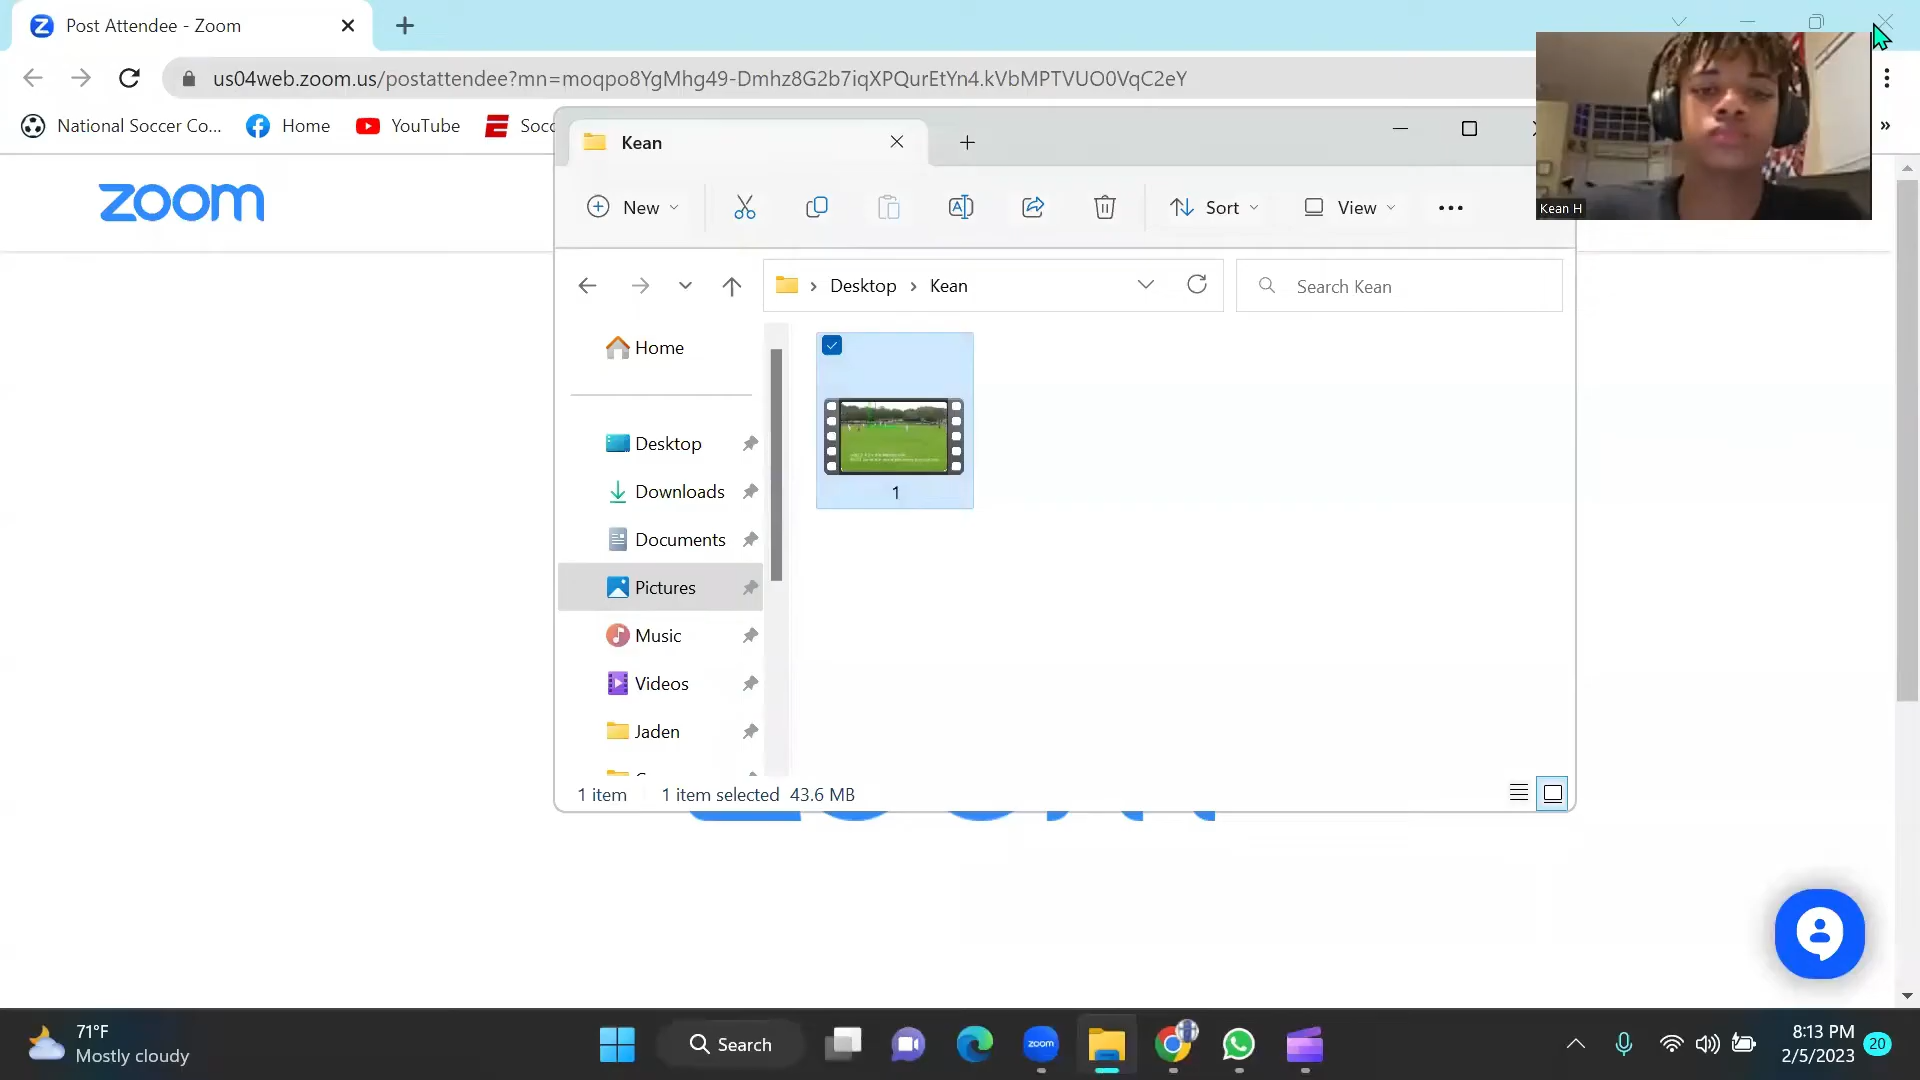 Post Attendee - Zoom
us04web.zoom.us/postattendee?mn=moqpo8YgMhg49-Dmhz8G2b7iqXPQurEtYn4.kVbMPTVUO0VqC2eY
National Soccer Co...
Home
YouTube
Socc
»
zoom
Kean
New
Sort
View
Desktop
Kean
Search Kean
Home
Desktop
Downloads
Documents
Pictures
Music
Videos
Jaden
1
1 item
1 item selected 43.6 MB
Kean H
71°F
Mostly cloudy
Search
zoom
8:13 PM
2/5/2023
20